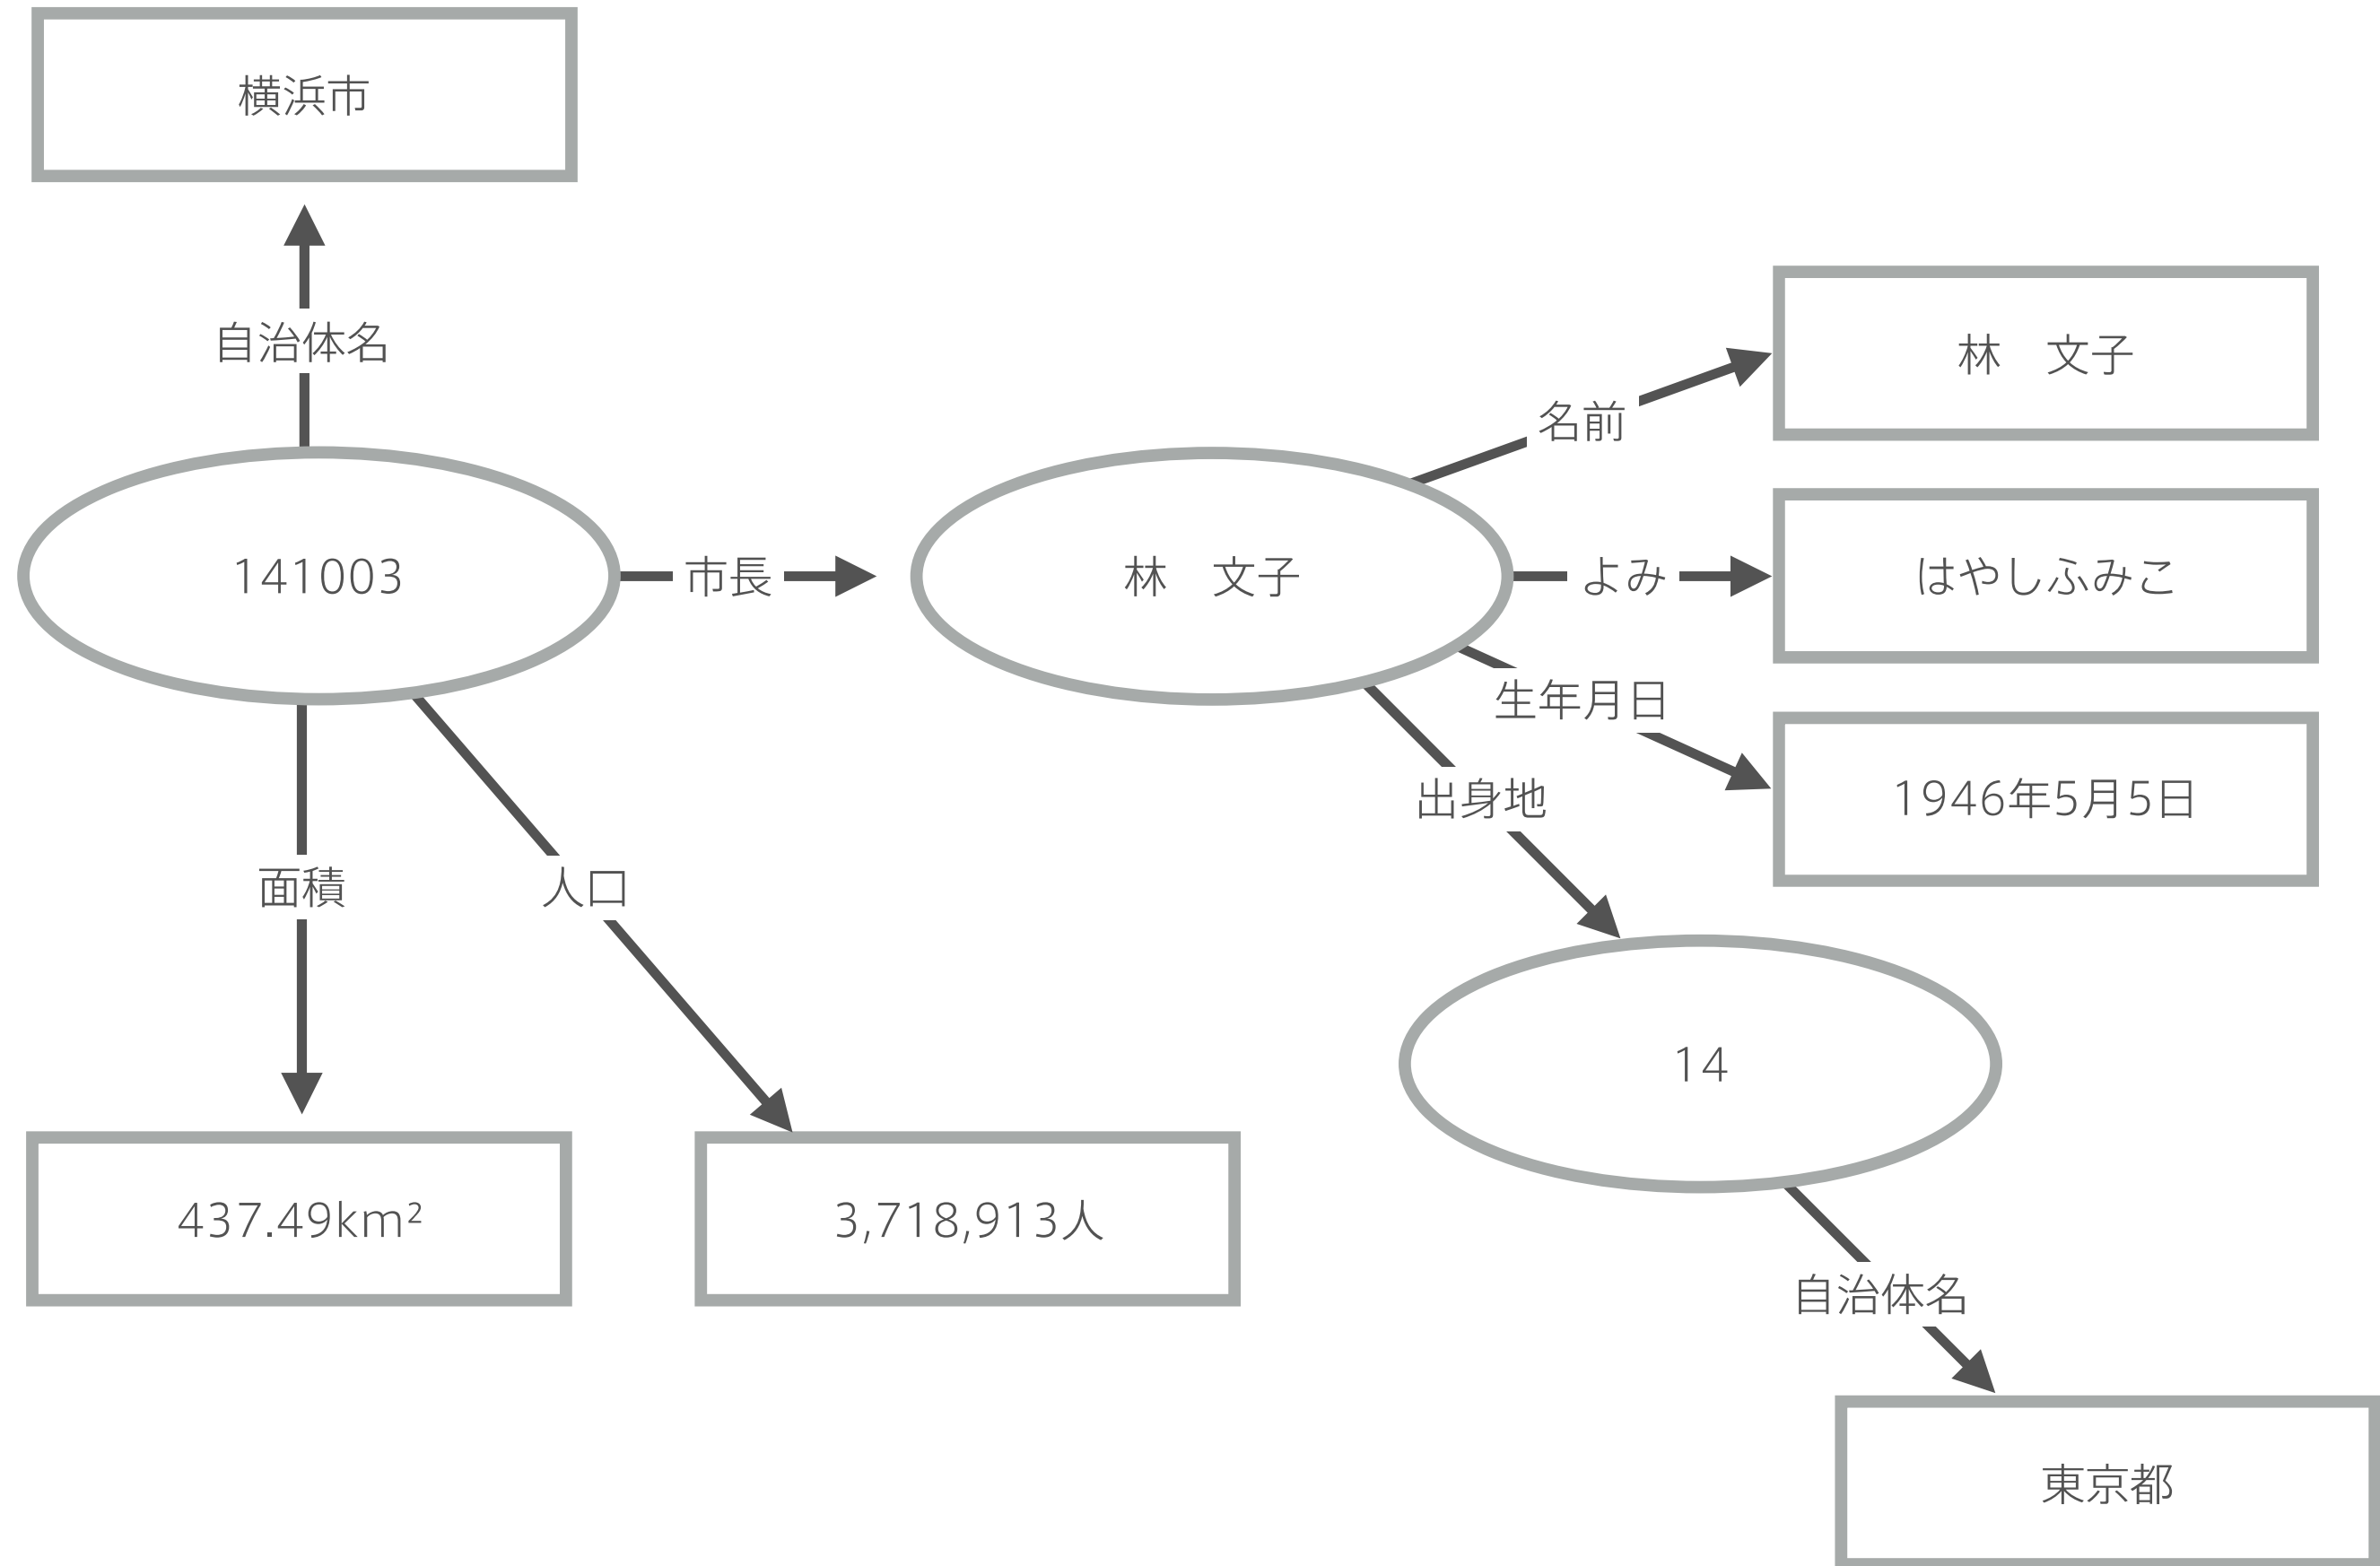 横浜市
自治体名
林　文子
名前
141003
市長
林　文子
よみ
はやしふみこ
生年月日
1946年5月5日
出身地
面積
人口
14
437.49km²
3,718,913人
自治体名
東京都